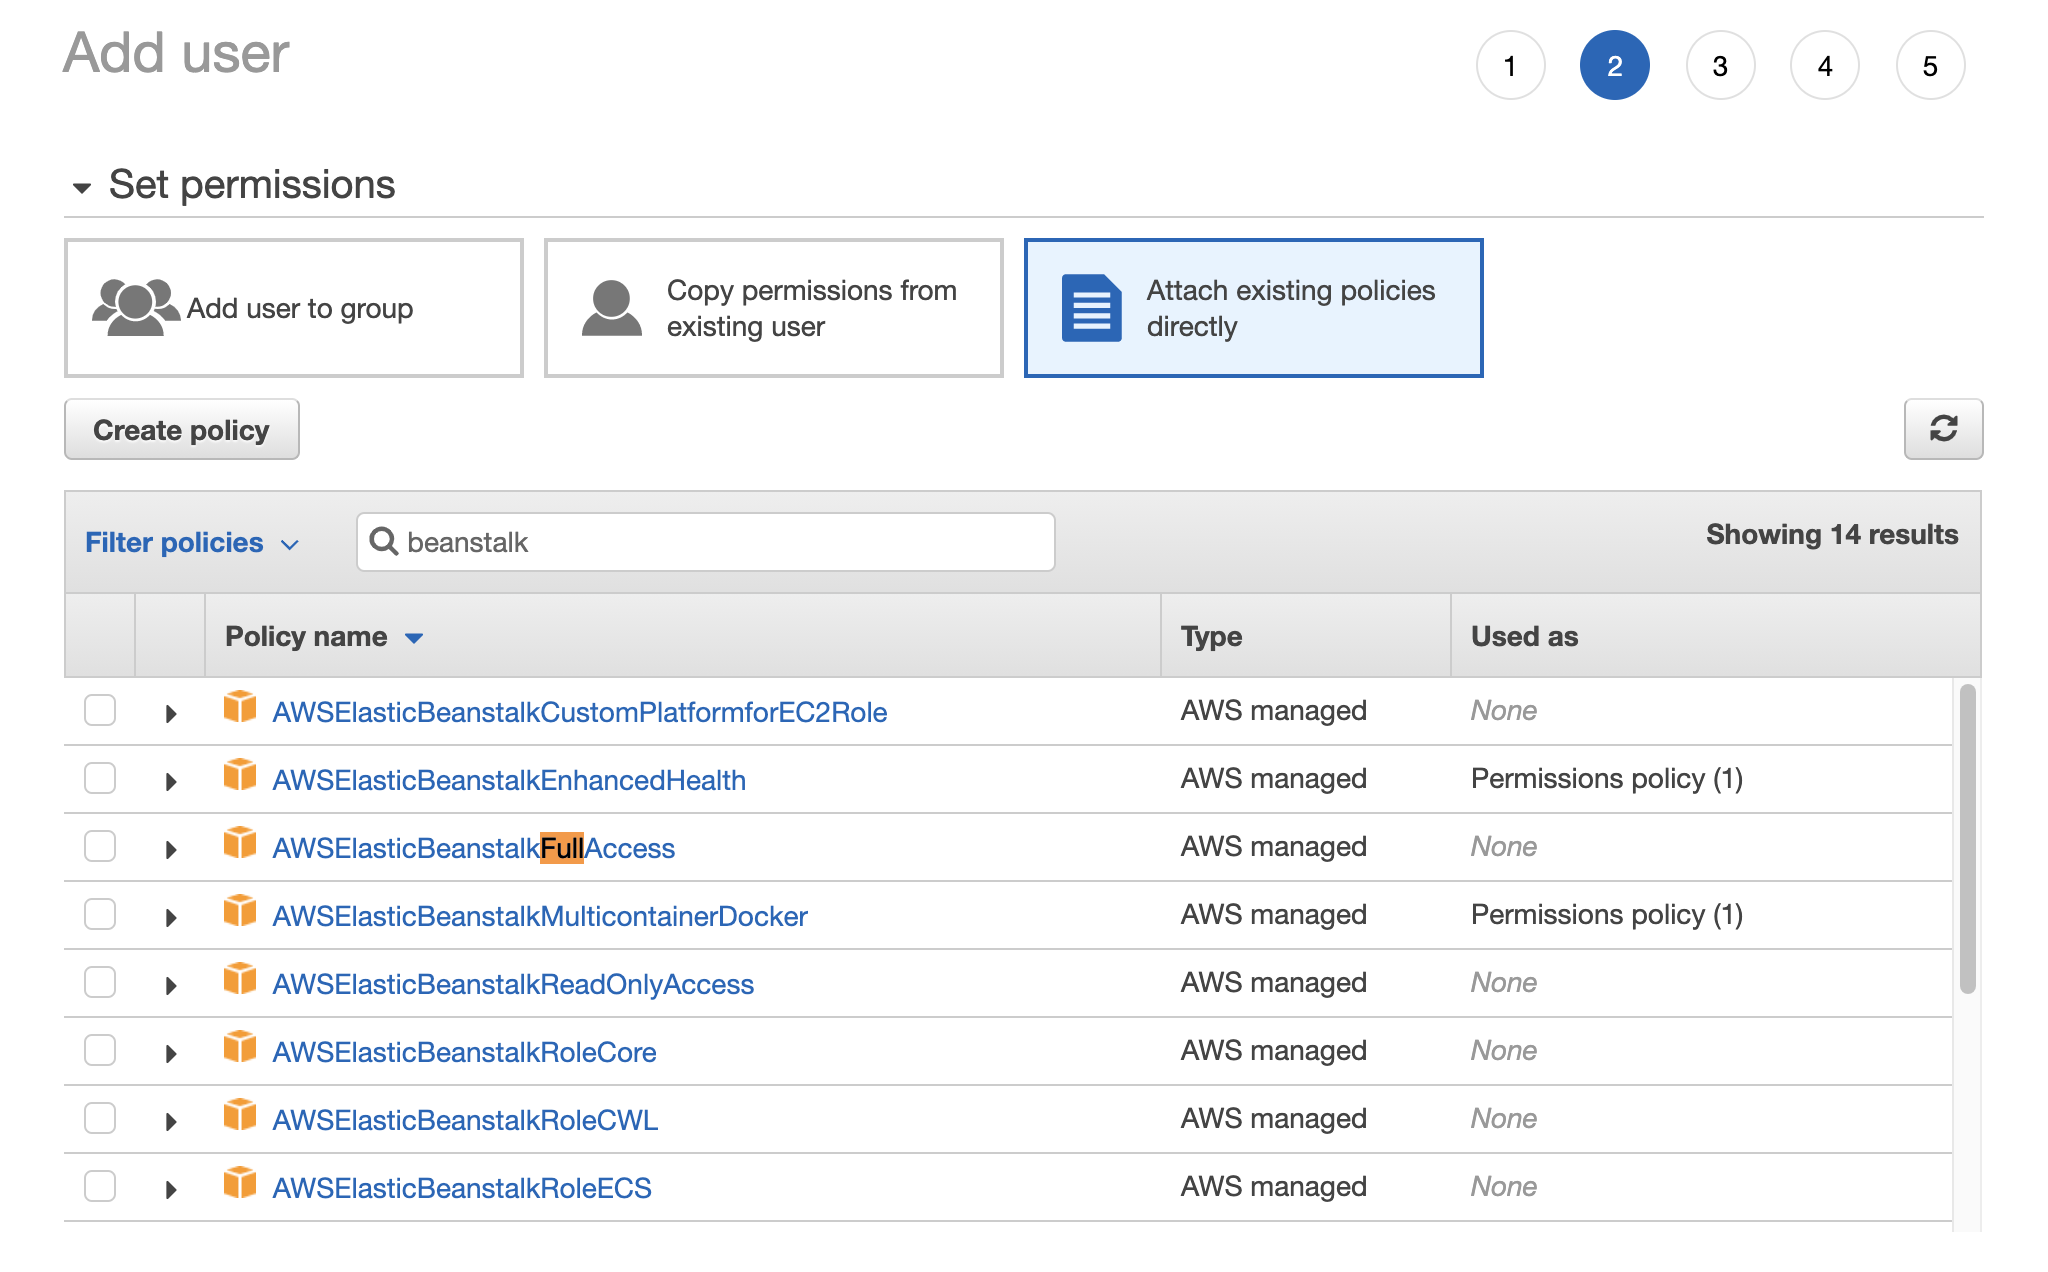 Add user
1 2 3 4 5
Set permissions
Add user to group
Copy permissions from
existing user
Attach existing policies
directly
Create policy
Filter policies
beanstalk
Showing 14 results
Policy name Type Used as
AWSElasticBeanstalkCustomPlatformforEC2Role AWS managed None
AWSElasticBeanstalkEnhancedHealth AWS managed Permissions policy (1)
AWSElasticBeanstalkFullAccess AWS managed None
AWSElasticBeanstalkMulticontainerDocker AWS managed Permissions policy (1)
AWSElasticBeanstalkReadOnlyAccess AWS managed None
AWSElasticBeanstalkRoleCore AWS managed None
AWSElasticBeanstalkRoleCWL AWS managed None
AWSElasticBeanstalkRoleECS AWS managed None